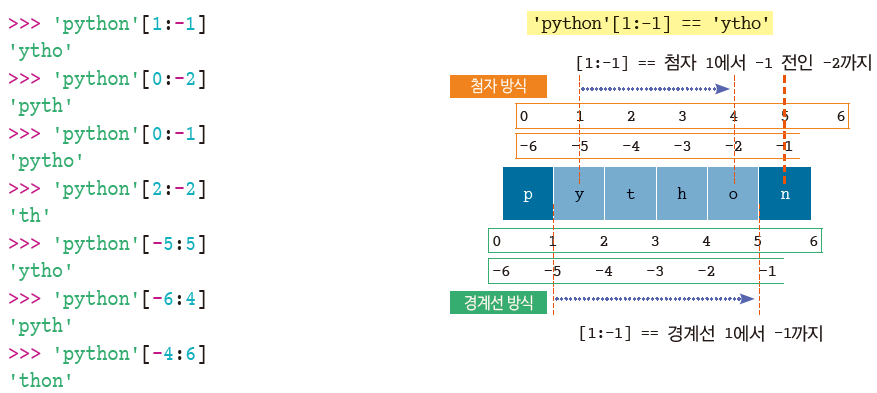 >>> 'python'[1:-1]
'ytho'
>>> 'python'[0:-2]
'pyth'
>>> 'python'[0:-1]
'pytho'
>>> 'python'[2:-2]
'th'
>>> 'python'[-5:5]
'ytho'
>>> 'python'[-6:4]
'pyth'
>>> 'python'[-4:6]
'thon'
'python'[1:-1] == 'ytho'
[1:-1] == 첨자 1에서 -1 전인 -2까지
첨자 방식
0 1 2 3 4 5 6
-6 -5 -4 -3 -2 -1
p y t h o n
0 1 2 3 4 5 6
-6 -5 -4 -3 -2 -1
경계선 방식
[1:-1] == 경계선 1에서 -1까지